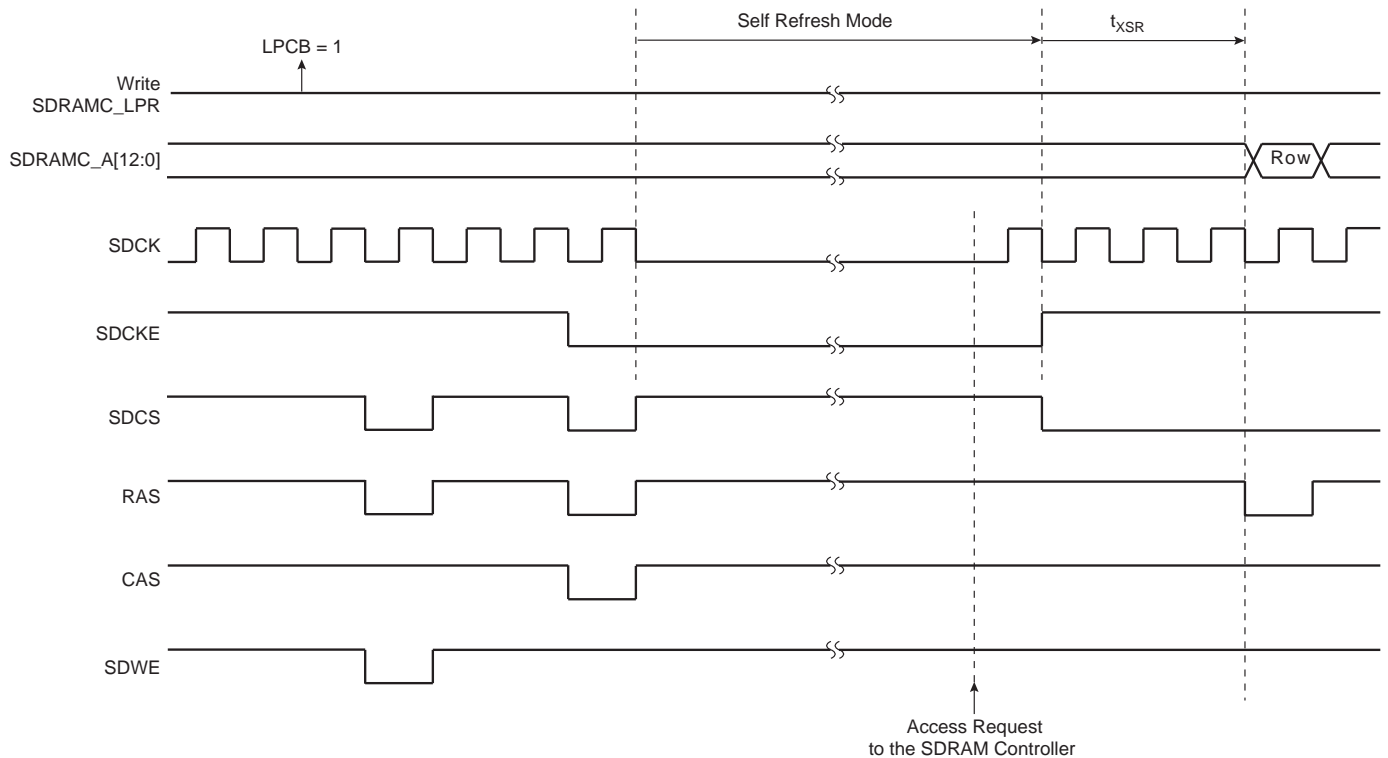 Self Refresh Mode
tXSR
LPCB = 1
Write
SDRAMC_LPR
SDRAMC_A[12:0]
Row
SDCK
SDCKE
SDCS
RAS
CAS
SDWE
Access Request
to the SDRAM Controller